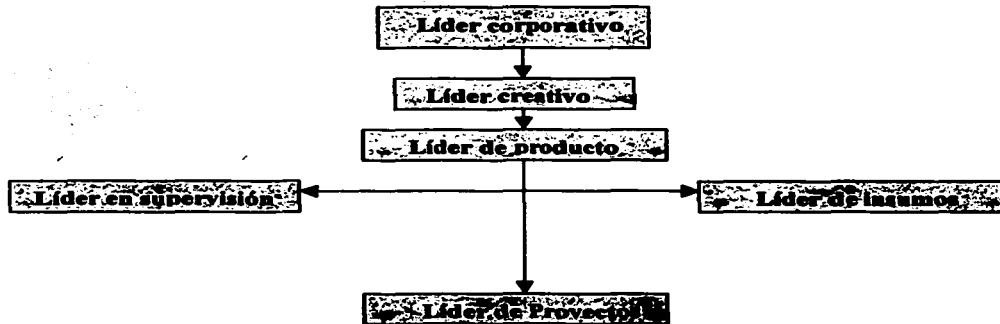 Líder corporativo
Líder creativo
Líder de producto
Líder en supervisión
Líder de insumos
Líder de Proyecto